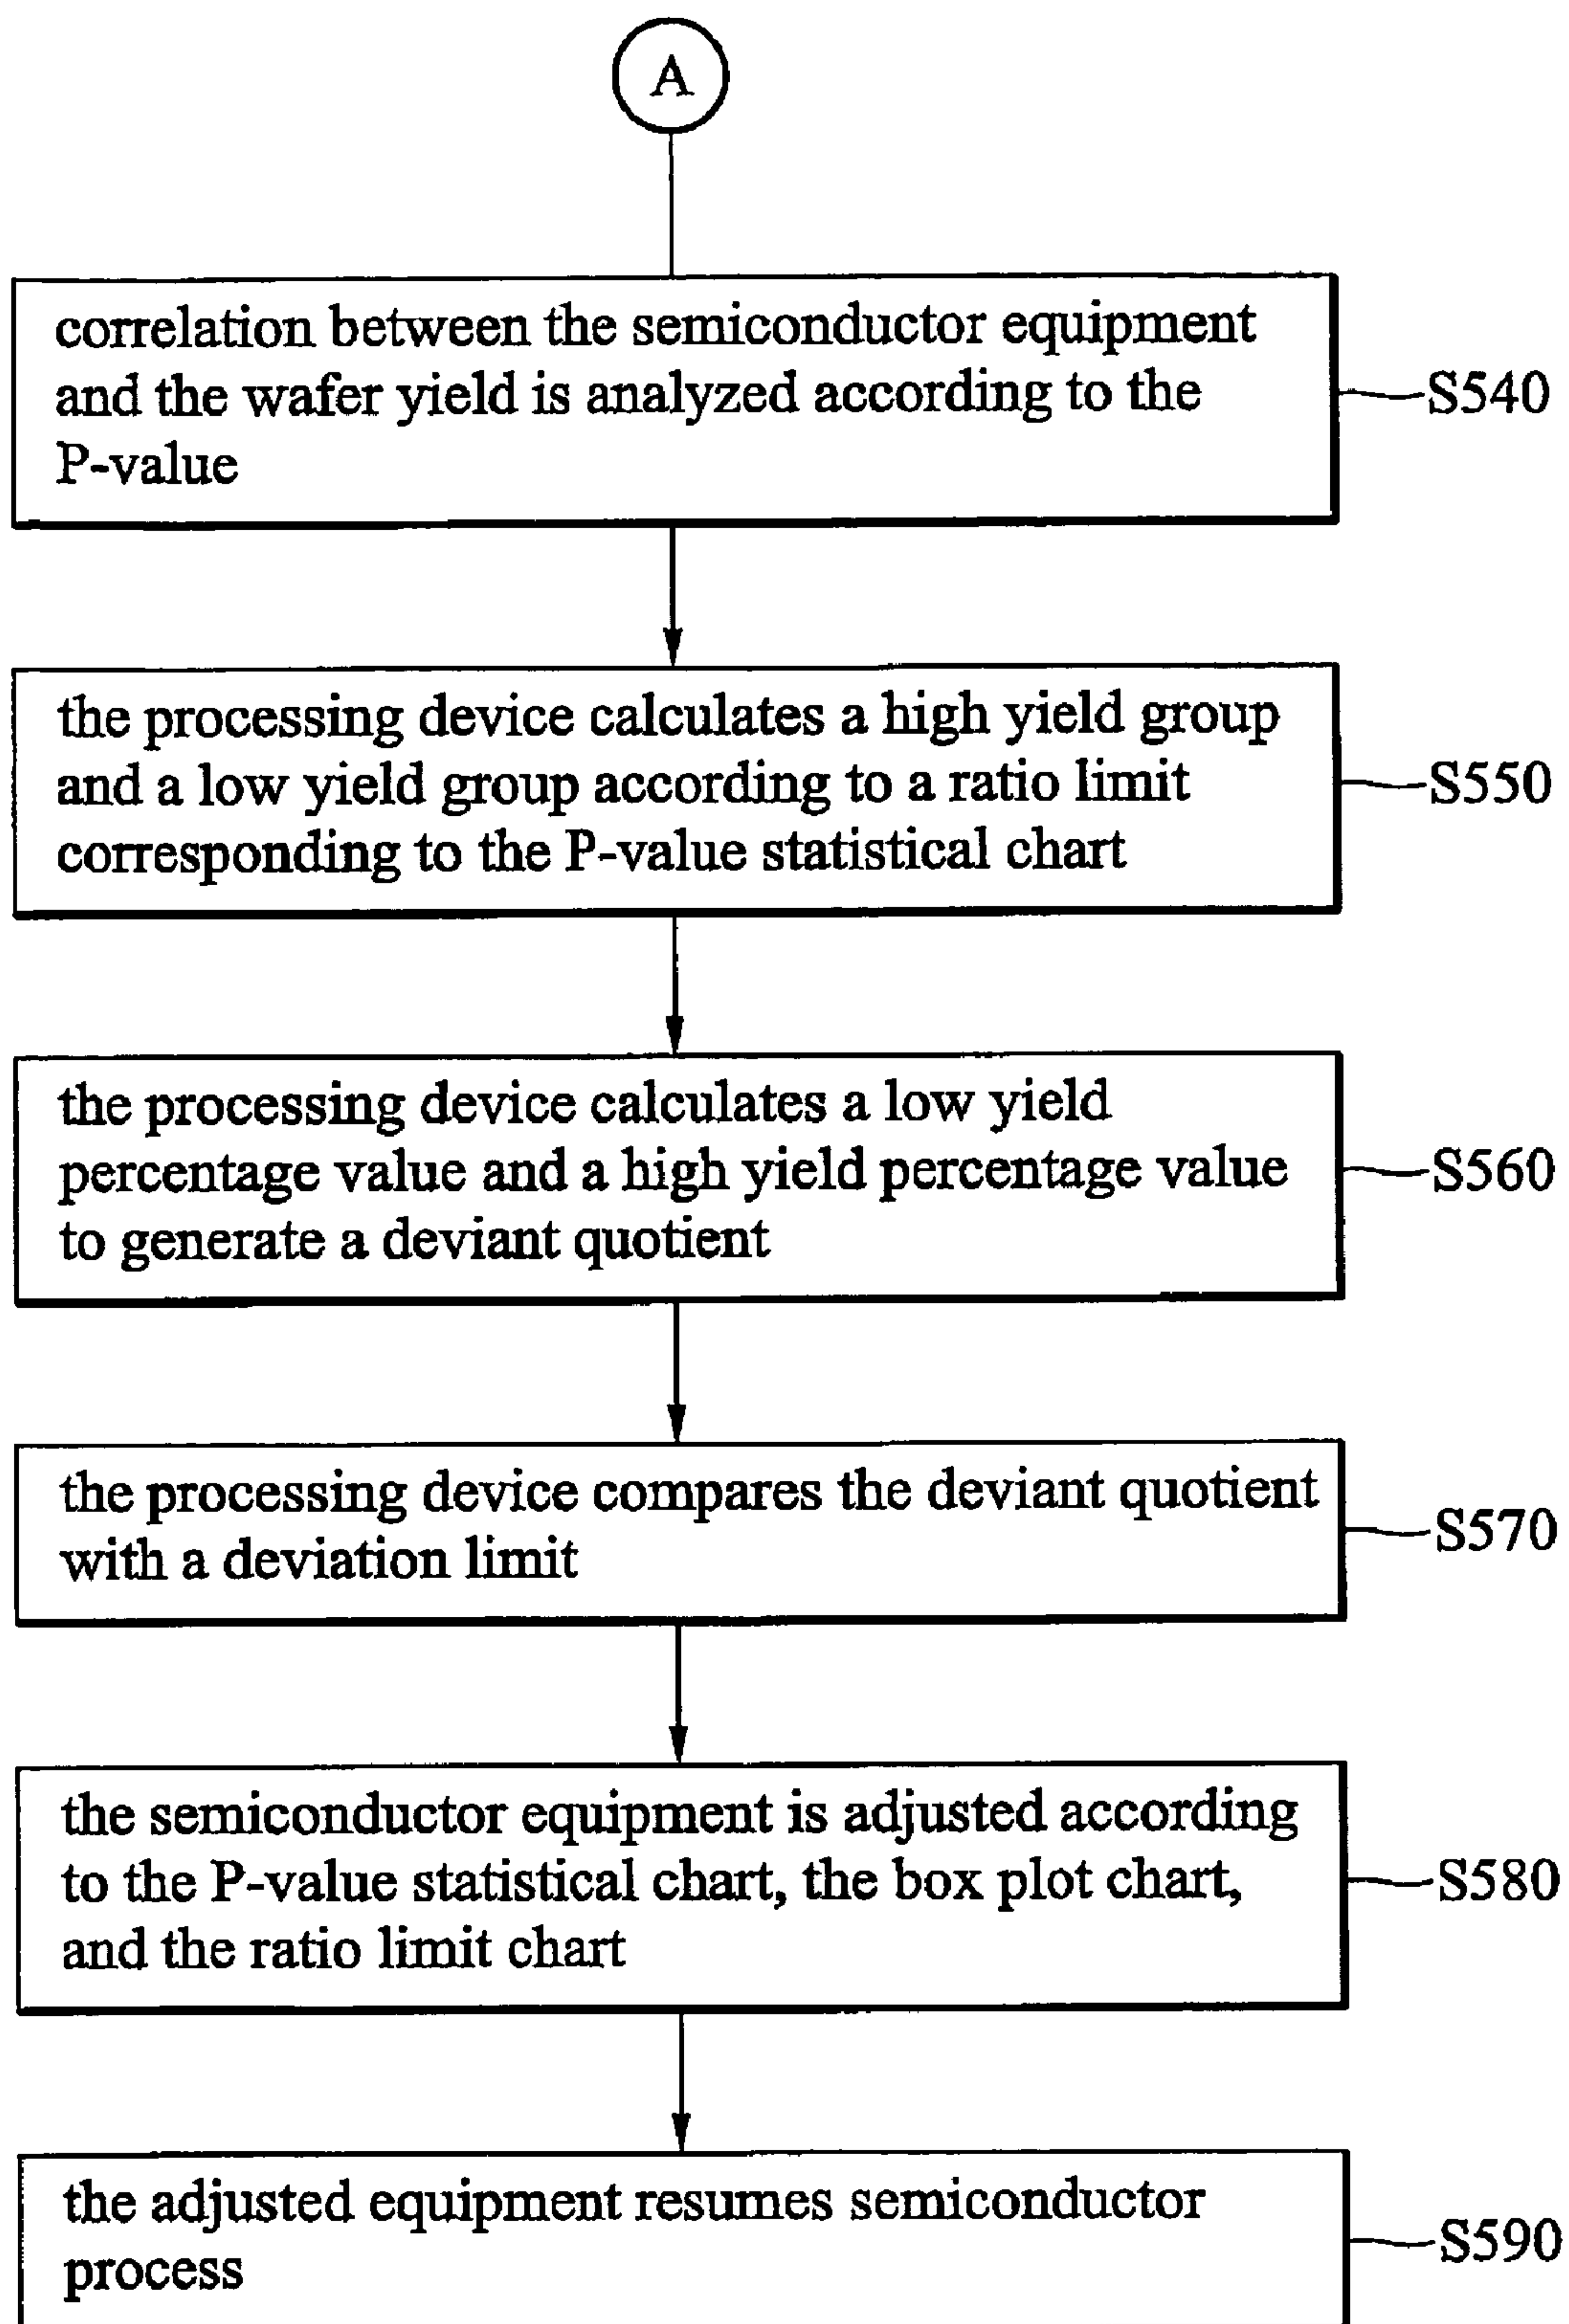 A
correlation between the semiconductor equipment
and the wafer yield is analyzed according to the
P-value
S540
the processing device calculates a high yield group
and a low yield group according to a ratio limit
corresponding to the P-value statistical chart
S550
the processing device calculates a low yield
percentage value and a high yield percentage value
to generate a deviant quotient
S560
the processing device compares the deviant quotient
with a deviation limit
S570
the semiconductor equipment is adjusted according
to the P-value statistical chart, the box plot chart,
and the ratio limit chart
S580
the adjusted equipment resumes semiconductor
process
S590